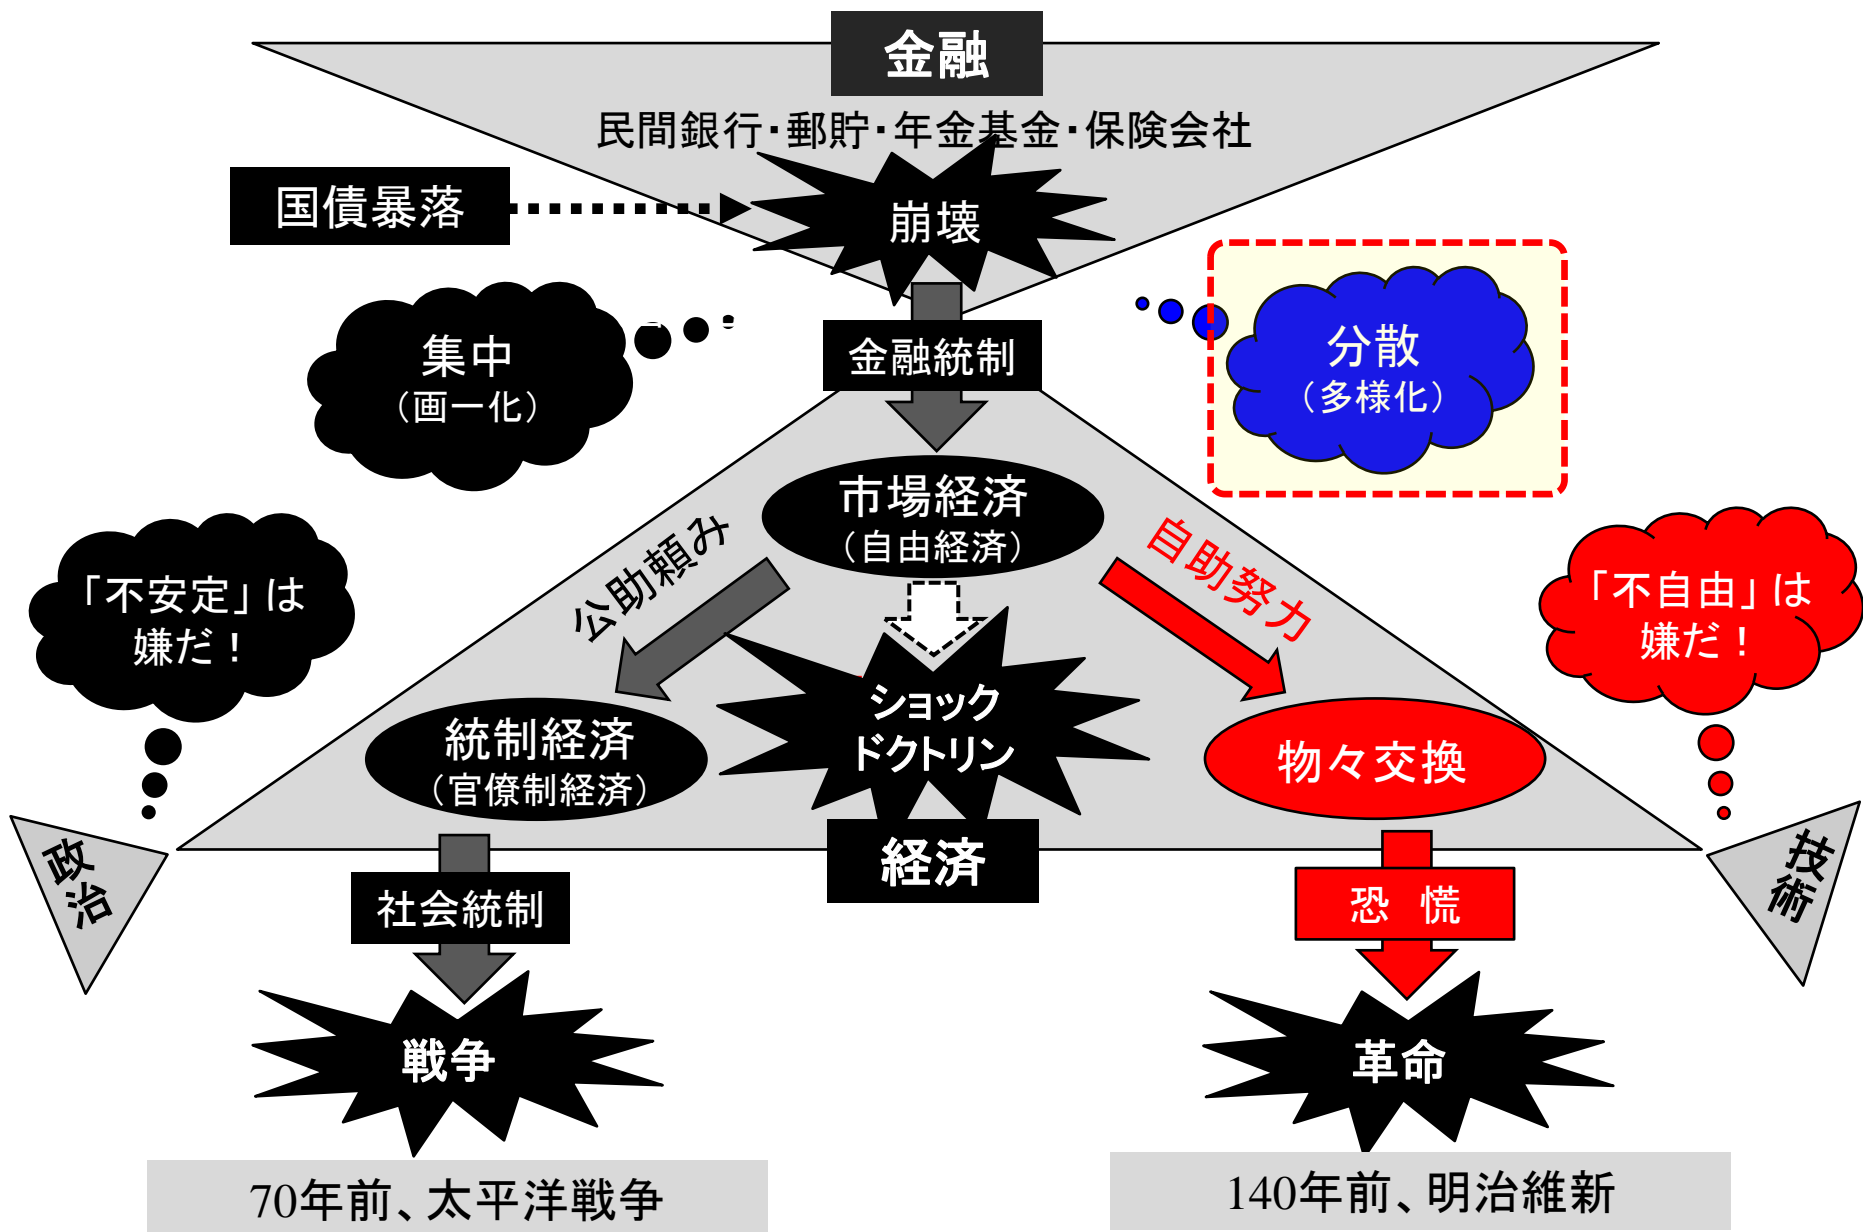 金融
民間銀行・郵貯・年金基金・保険会社
国債暴落
崩壊
集中
（画一化）
金融統制
分散
（多様化）
市場経済
（自由経済）
公助頼み
自助努力
「不安定」は
嫌だ！
「不自由」は
嫌だ！
ショック
ドクトリン
統制経済
（官僚制経済）
物々交換
政治
経済
技術
社会統制
恐　慌
戦争
革命
70年前、太平洋戦争
140年前、明治維新